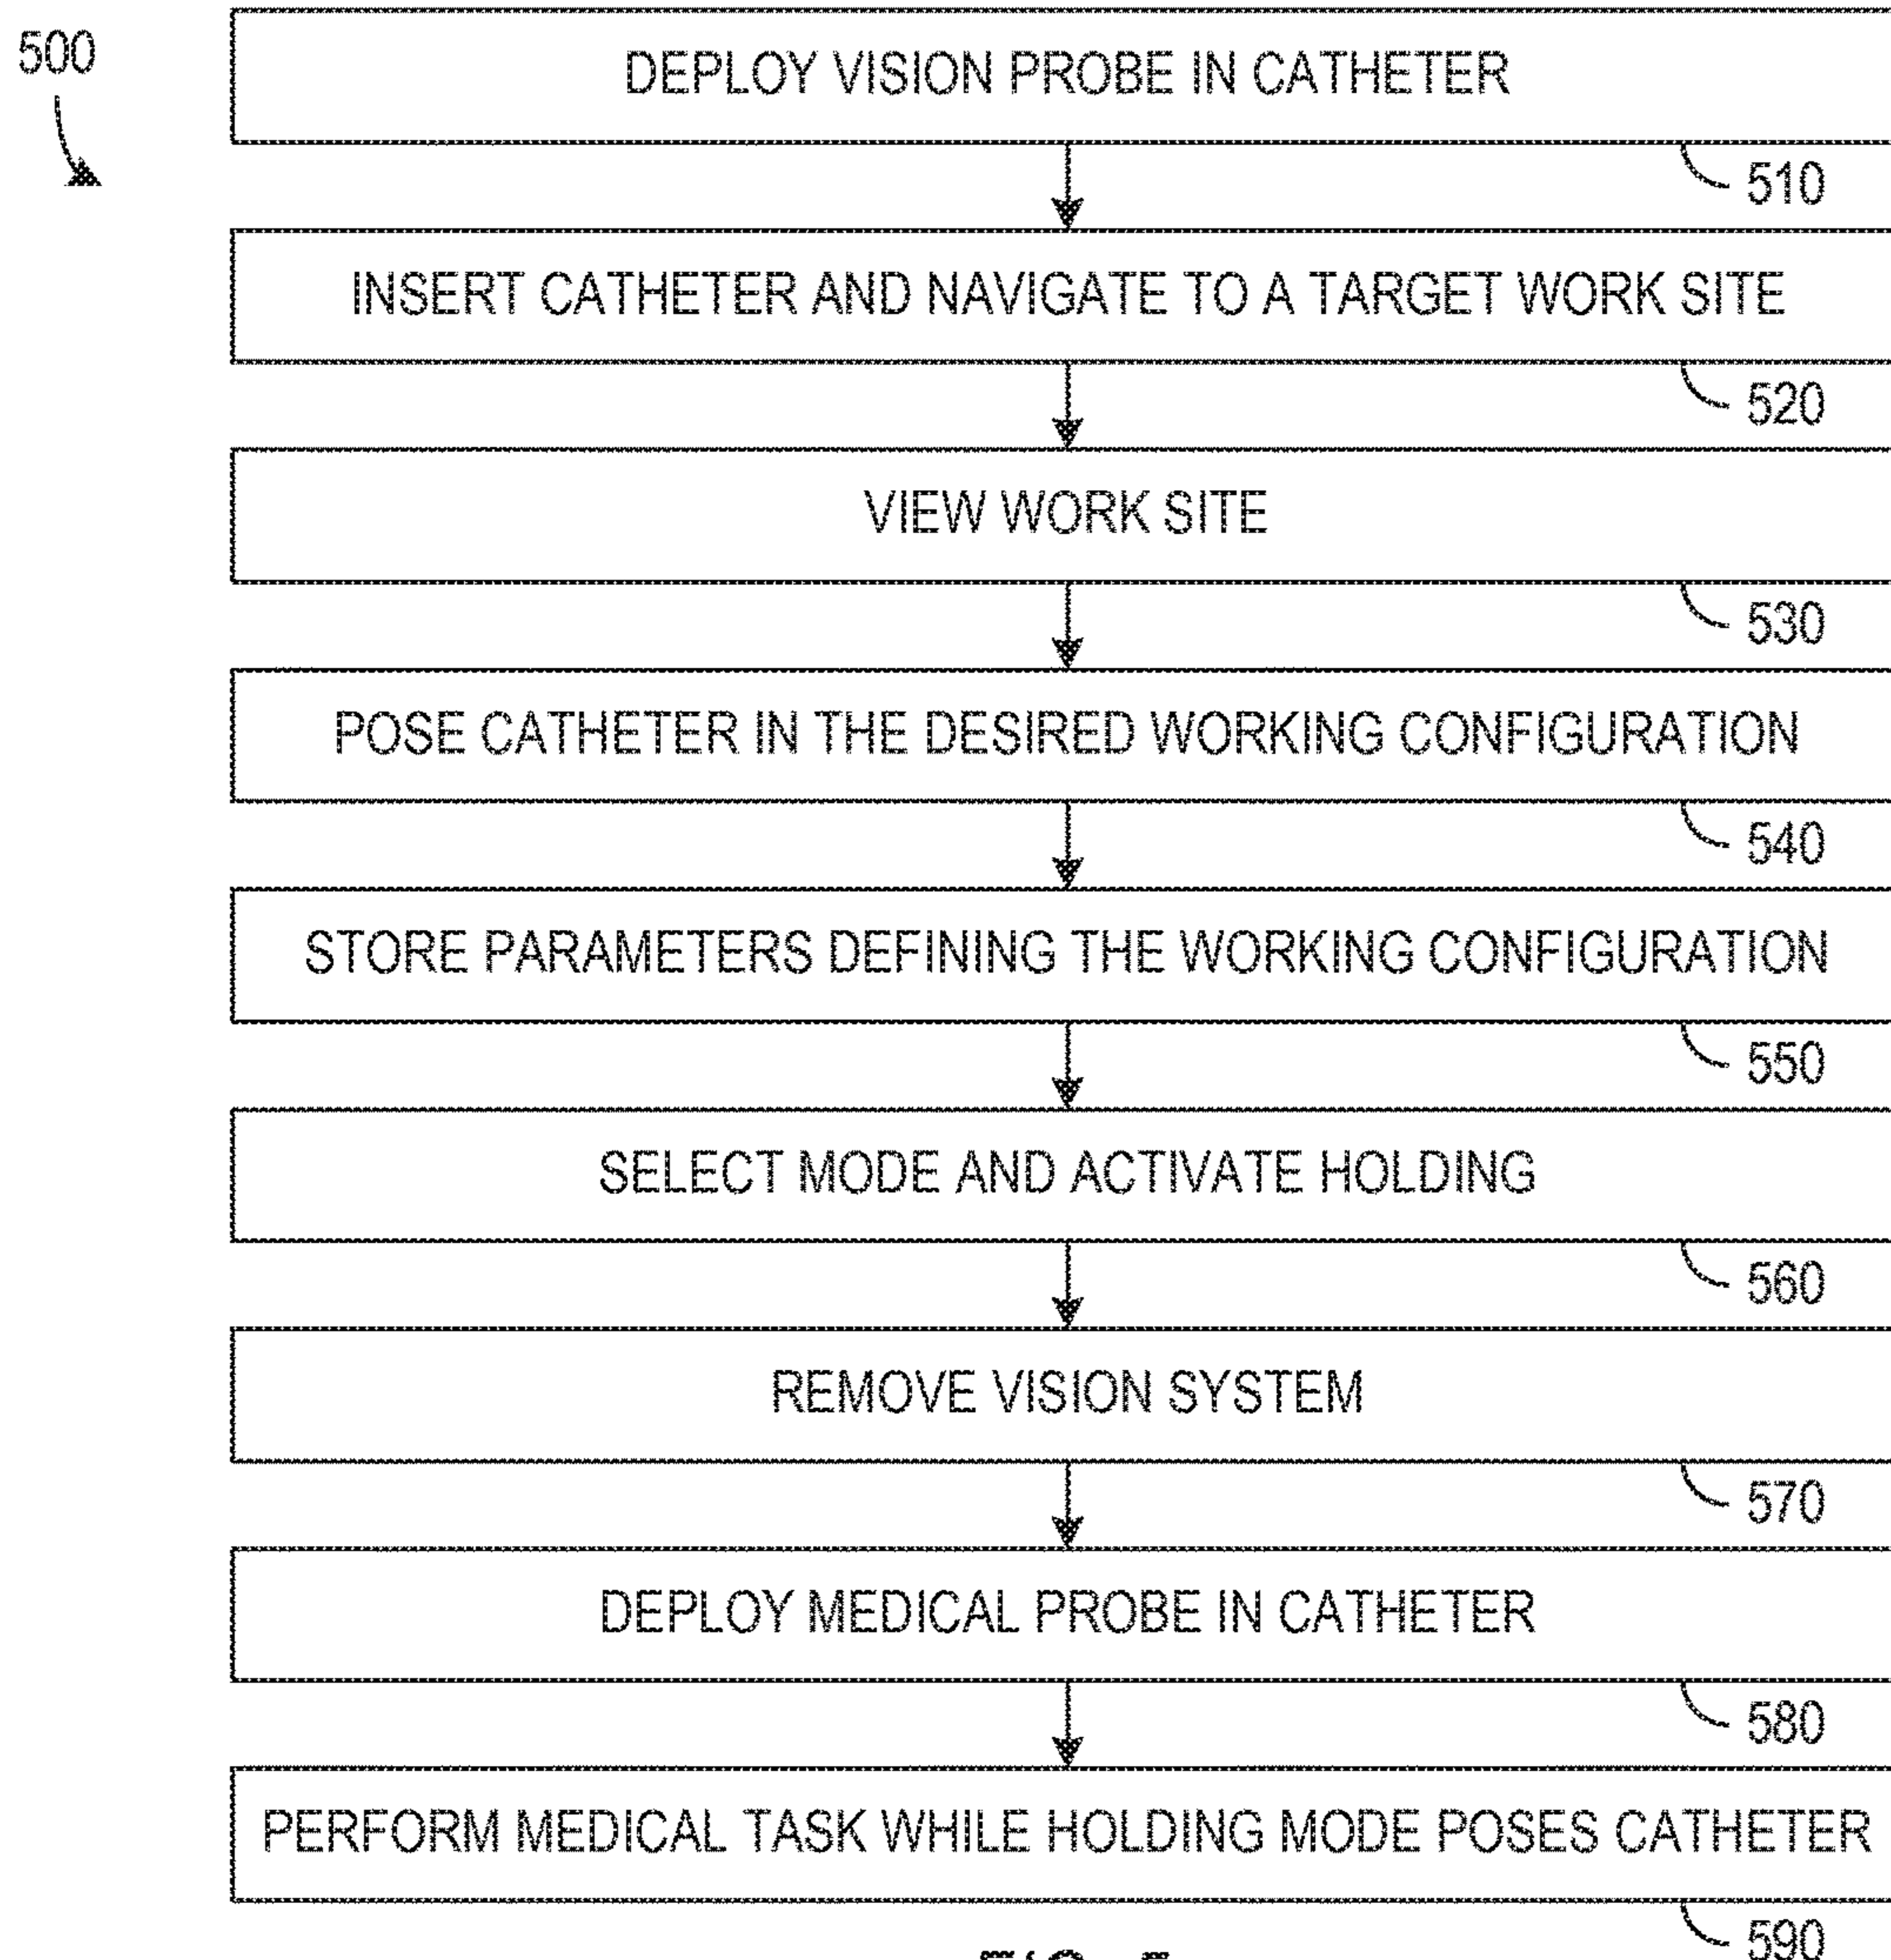 500
DEPLOY VISION PROBE IN CATHETER
510
INSERT CATHETER AND NAVIGATE TO A TARGET WORK SITE
520
VIEW WORK SITE
530
POSE CATHETER IN THE DESIRED WORKING CONFIGURATION
540
STORE PARAMETERS DEFINING THE WORKING CONFIGURATION
550
SELECT MODE AND ACTIVATE HOLDING
560
REMOVE VISION SYSTEM
570
DEPLOY MEDICAL PROBE IN CATHETER
580
PERFORM MEDICAL TASK WHILE HOLDING MODE POSES CATHETER
590